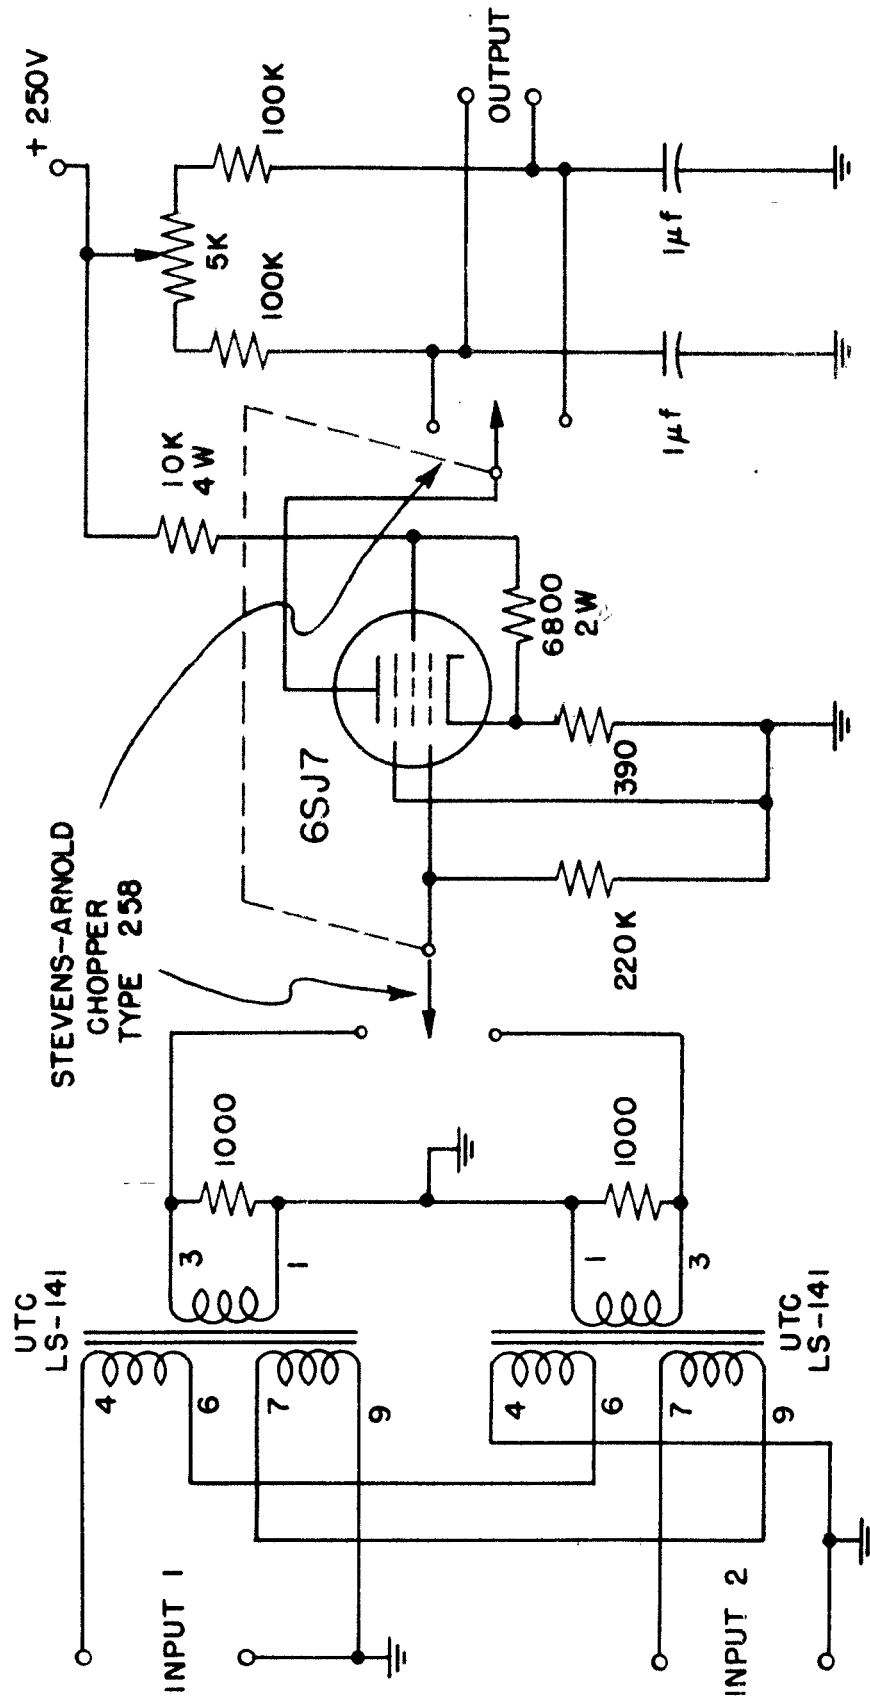 STEVENS-ARNOLD
CHOPPER
TYPE 258
+ 250V
10K
4W
5K
100K
100K
OUTPUT
6SJ7
6800
2W
390
220K
1μf
1μf
UTC
LS-141
4
6
7
9
3
1
1000
INPUT 1
UTC
LS-141
4
6
7
9
1
3
1000
INPUT 2